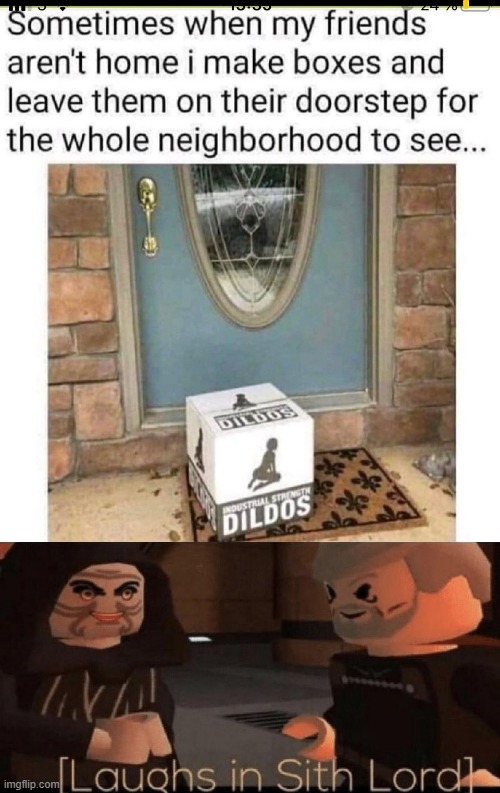 24 %
Sometimes when my friends
aren't home i make boxes and
leave them on their doorstep for
the whole neighborhood to see...
DILDOS
INDUSTRIAL STRENGTH
DILDOS
[Laughs in Sith Lord]
imgflip.com